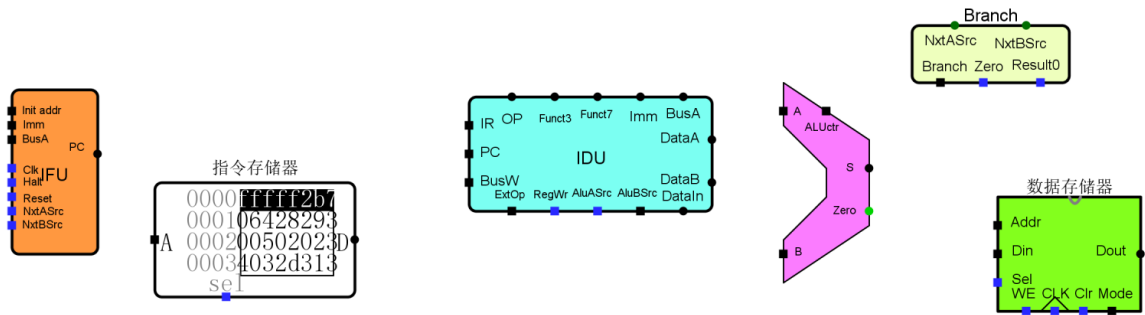 Branch
NxtASrc NxtBSrc
Branch Zero Result0
Init addr
Imm
BusA
PC
Clk
IFU
Halt
Reset
NxtASrc
NxtBSrc
指令存储器
0000 fffff2b7
0001 06428293
0002 00502023
0003 4032d313
A
D
sel
IR OP Funct3 Funct7 Imm BusA
DataA
PC
IDU
BusW
DataB
ExtOp RegWr AluASrc AluBSrc DataIn
A
ALUctr
S
Zero
B
数据存储器
Addr
Din Dout
Sel
WE CLK Clr Mode